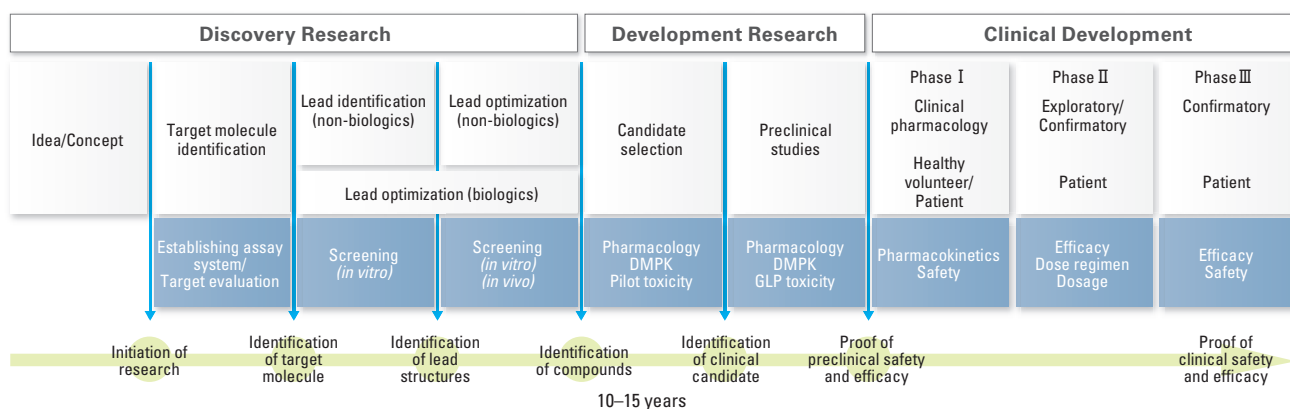 Discovery Research
Development Research
Clinical Development
Idea/Concept
Target molecule
identification
Lead identification
(non-biologics)
Lead optimization
(non-biologics)
Lead optimization (biologics)
Candidate
selection
Preclinical
studies
Phase Ⅰ
Clinical
pharmacology
Healthy
volunteer/
Patient
Phase Ⅱ
Exploratory/
Confirmatory
Patient
Phase Ⅲ
Confirmatory
Patient
Establishing assay
system/
Target evaluation
Screening
(in vitro)
Screening
(in vitro)
(in vivo)
Pharmacology
DMPK
Pilot toxicity
Pharmacology
DMPK
GLP toxicity
Pharmacokinetics
Safety
Efficacy
Dose regimen
Dosage
Efficacy
Safety
Initiation of
research
Identification
of target
molecule
Identification
of lead
structures
Identification
of compounds
Identification
of clinical
candidate
Proof of
preclinical safety
and efficacy
Proof of
clinical safety
and efficacy
10–15 years